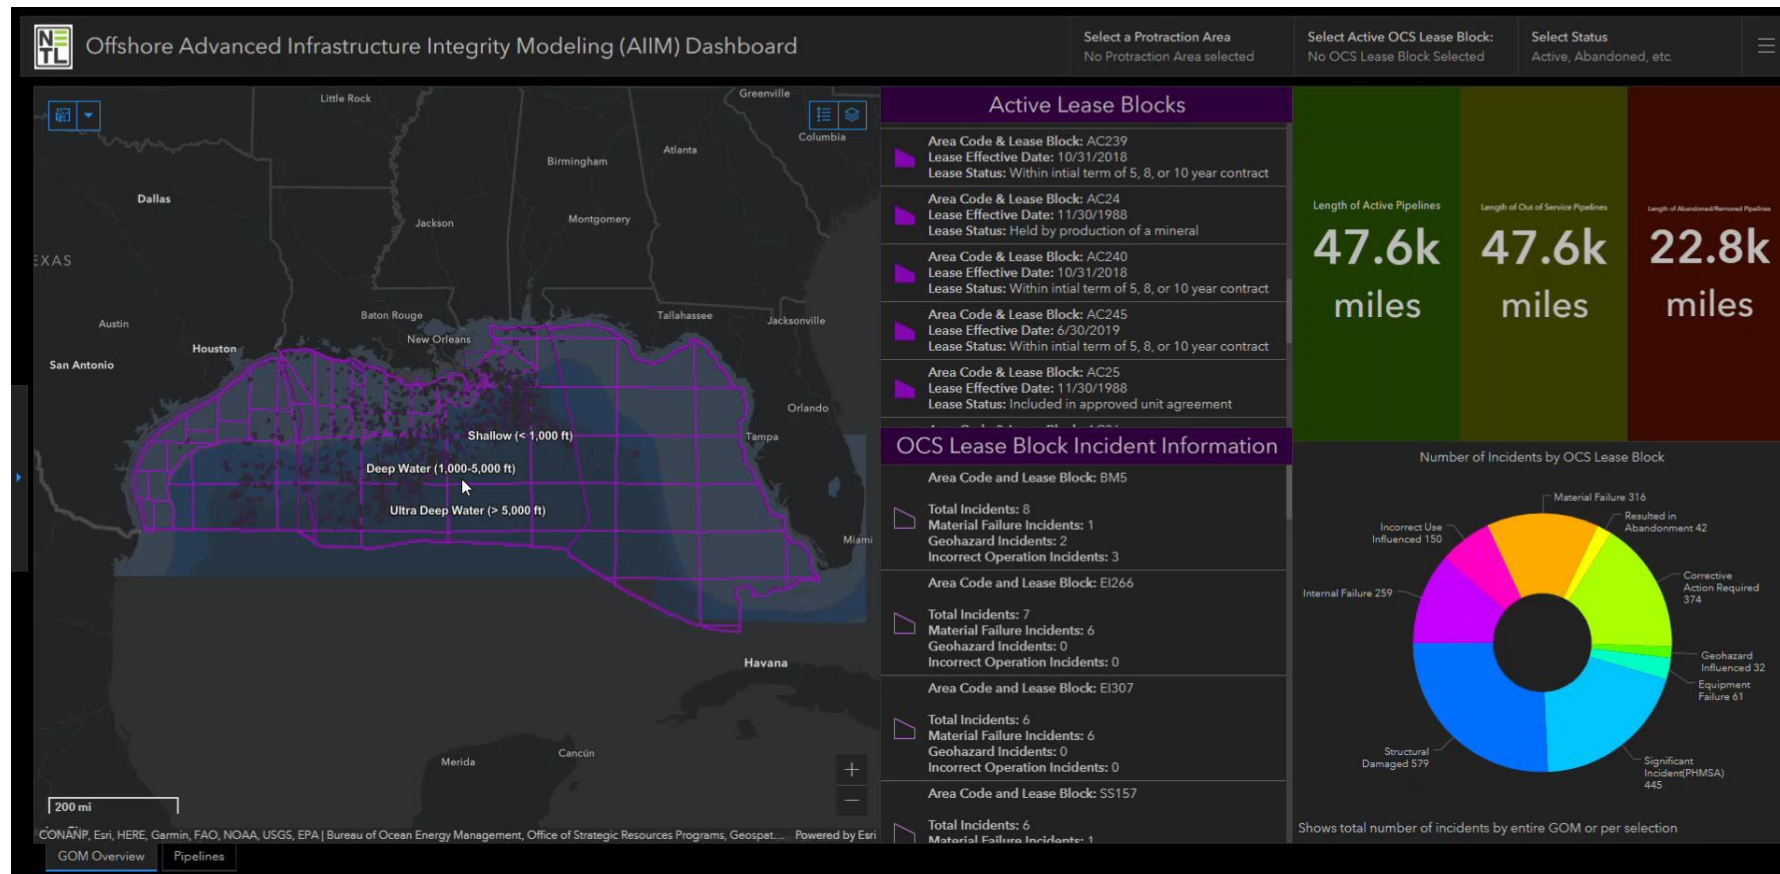 NETL
Offshore Advanced Infrastructure Integrity Modeling (AIIM) Dashboard
Select a Protraction Area
No Protraction Area selected
Select Active OCS Lease Block:
No OCS Lease Block Selected
Select Status
Active, Abandoned, etc.
Little Rock
Greenville
Columbia
Birmingham
Atlanta
Dallas
Jackson
Montgomery
EXAS
Austin
Baton Rouge
Tallahassee
Jacksonville
New Orleans
Houston
San Antonio
Orlando
Shallow (< 1,000 ft)
Tampa
Deep Water (1,000-5,000 ft)
Ultra Deep Water (> 5,000 ft)
Miami
Havana
Cancún
Merida
200 mi
CONANP, Esri, HERE, Garmin, FAO, NOAA, USGS, EPA | Bureau of Ocean Energy Management, Office of Strategic Resources Programs, Geospat...
Powered by Esri
GOM Overview
Pipelines
Active Lease Blocks
Area Code & Lease Block: AC239
Lease Effective Date: 10/31/2018
Lease Status: Within intial term of 5, 8, or 10 year contract
Area Code & Lease Block: AC24
Lease Effective Date: 11/30/1988
Lease Status: Held by production of a mineral
Area Code & Lease Block: AC240
Lease Effective Date: 10/31/2018
Lease Status: Within intial term of 5, 8, or 10 year contract
Area Code & Lease Block: AC245
Lease Effective Date: 6/30/2019
Lease Status: Within intial term of 5, 8, or 10 year contract
Area Code & Lease Block: AC25
Lease Effective Date: 11/30/1988
Lease Status: Included in approved unit agreement
OCS Lease Block Incident Information
Area Code and Lease Block: BM5
Total Incidents: 8
Material Failure Incidents: 1
Geohazard Incidents: 2
Incorrect Operation Incidents: 3
Area Code and Lease Block: EI266
Total Incidents: 7
Material Failure Incidents: 6
Geohazard Incidents: 0
Incorrect Operation Incidents: 0
Area Code and Lease Block: EI307
Total Incidents: 6
Material Failure Incidents: 6
Geohazard Incidents: 0
Incorrect Operation Incidents: 0
Area Code and Lease Block: SS157
Total Incidents: 6
Material Failure Incidents: 1
Length of Active Pipelines
47.6k
miles
Length of Out of Service Pipelines
47.6k
miles
Length of Abandoned/Removed Pipelines
22.8k
miles
Number of Incidents by OCS Lease Block
Material Failure 316
Resulted in
Abandonment 42
Incorrect Use
Influenced 150
Corrective
Action Required
374
Internal Failure 259
Geohazard
Influenced 32
Equipment
Failure 61
Structural
Damaged 579
Significant
Incident(PHMSA)
445
Shows total number of incidents by entire GOM or per selection